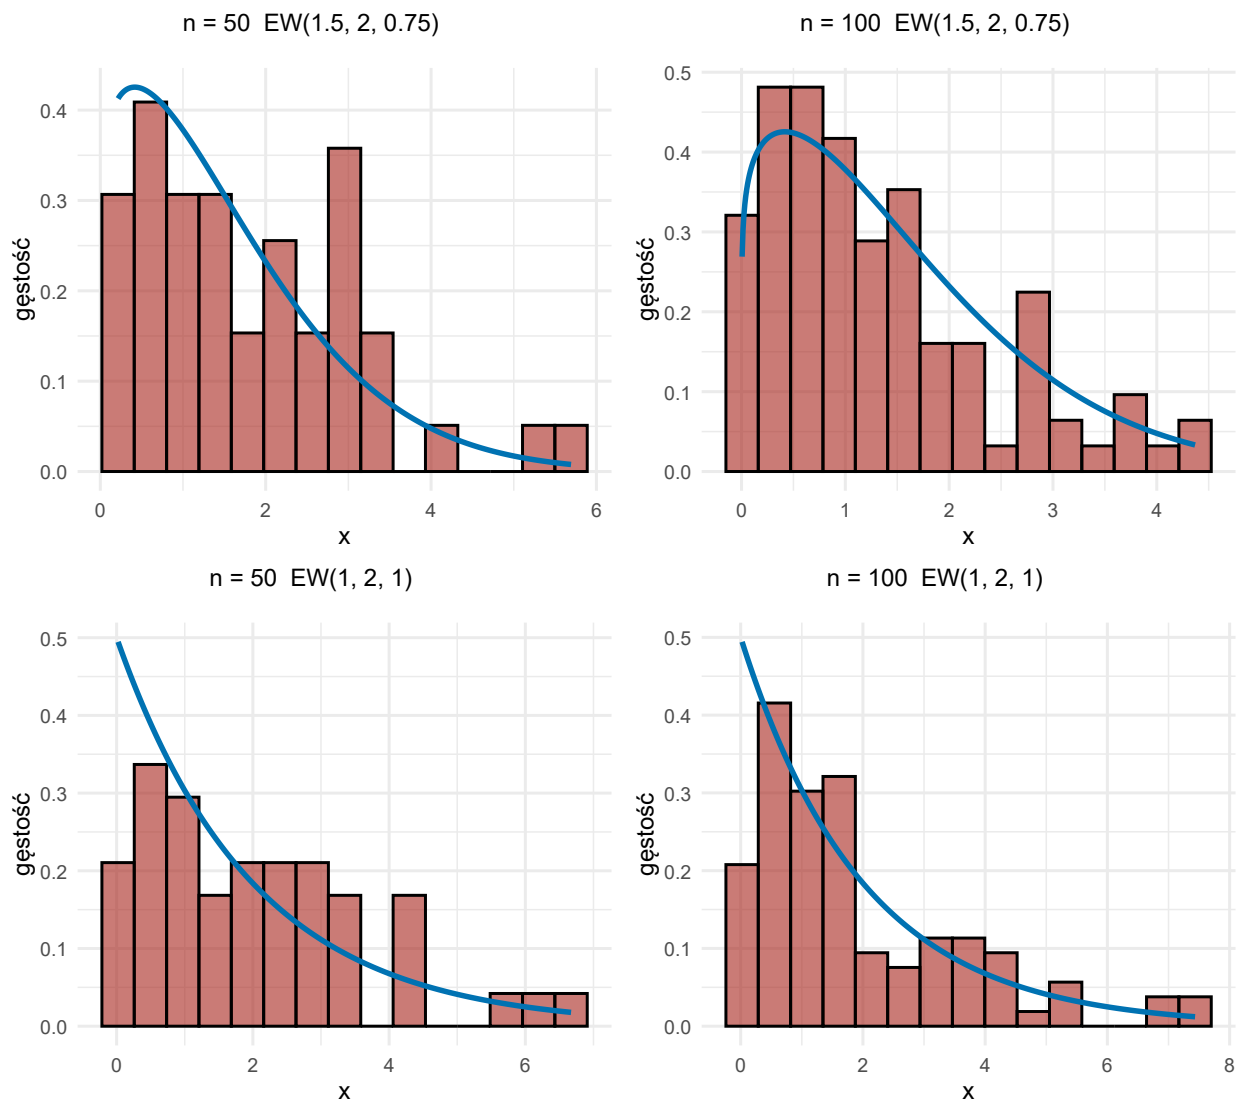 n = 50  EW(1.5, 2, 0.75)
gęstość
0.4
0.3
0.2
0.1
0.0
0 2 4 6
x
n = 100  EW(1.5, 2, 0.75)
gęstość
0.5
0.4
0.3
0.2
0.1
0.0
0 1 2 3 4
x
n = 50  EW(1, 2, 1)
gęstość
0.5
0.4
0.3
0.2
0.1
0.0
0 2 4 6
x
n = 100  EW(1, 2, 1)
gęstość
0.5
0.4
0.3
0.2
0.1
0.0
0 2 4 6 8
x